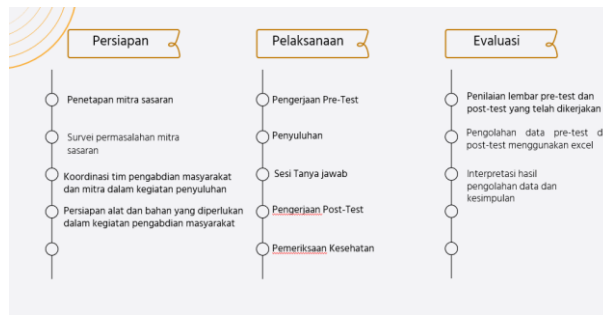 Persiapan
Penetapan mitra sasaran
Survei permasalahan mitra
sasaran
Koordinasi tim pengabdian masyarakat
dan mitra dalam kegiatan penyuluhan
Persiapan alat dan bahan yang diperlukan
dalam kegiatan pengabdian masyarakat
Pelaksanaan
Pengerjaan Pre-Test
Penyuluhan
Sesi Tanya jawab
Pengerjaan Post-Test
Pemeriksaan Kesehatan
Evaluasi
Penilaian lembar pre-test dan
post-test yang telah dikerjakan
Pengolahan data pre-test d
post-test menggunakan excel
Interpretasi hasil
pengolahan data dan
kesimpulan